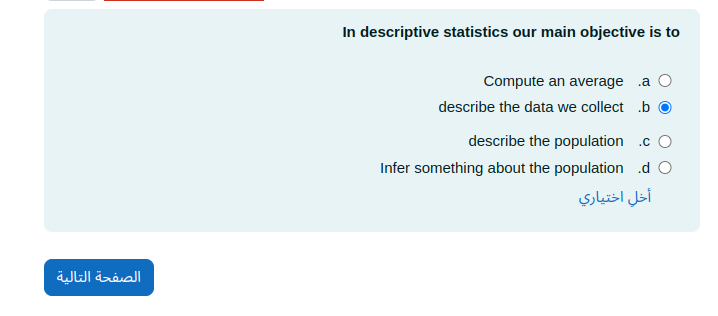 In descriptive statistics our main objective is to
a. Compute an average
b. describe the data we collect
c. describe the population
d. Infer something about the population
أخلِ اختياري
الصفحة التالية